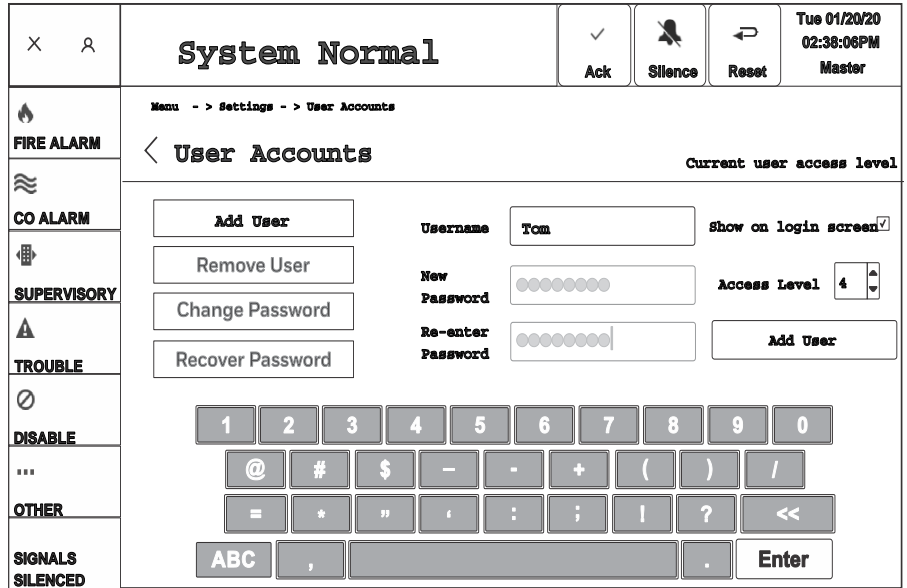 System Normal
Ack
Silence
Reset
Tue 01/20/20
02:38:06PM
Master
FIRE ALARM
CO ALARM
SUPERVISORY
TROUBLE
DISABLE
OTHER
SIGNALS
SILENCED
Menu - > Settings - > User Accounts
User Accounts
Current user access level
Add User
Remove User
Change Password
Recover Password
Username
Tom
Show on login screen
New
Password
Access Level
4
Re-enter
Password
Add User
1 2 3 4 5 6 7 8 9 0
@ # $ – - + ( ) /
= * " ‘ : ; ! ? <<
ABC , . Enter